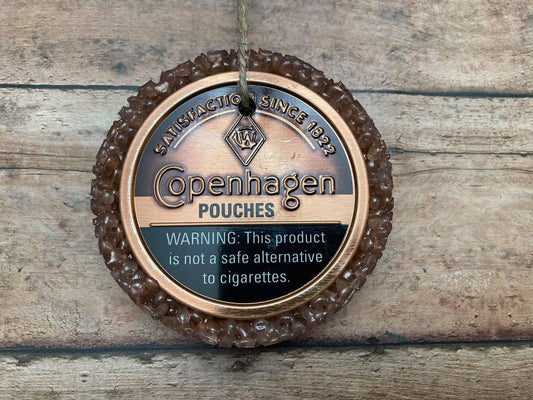 SATISFACTION SINCE 1822
Copenhagen
POUCHES
WARNING: This product
is not a safe alternative
to cigarettes.